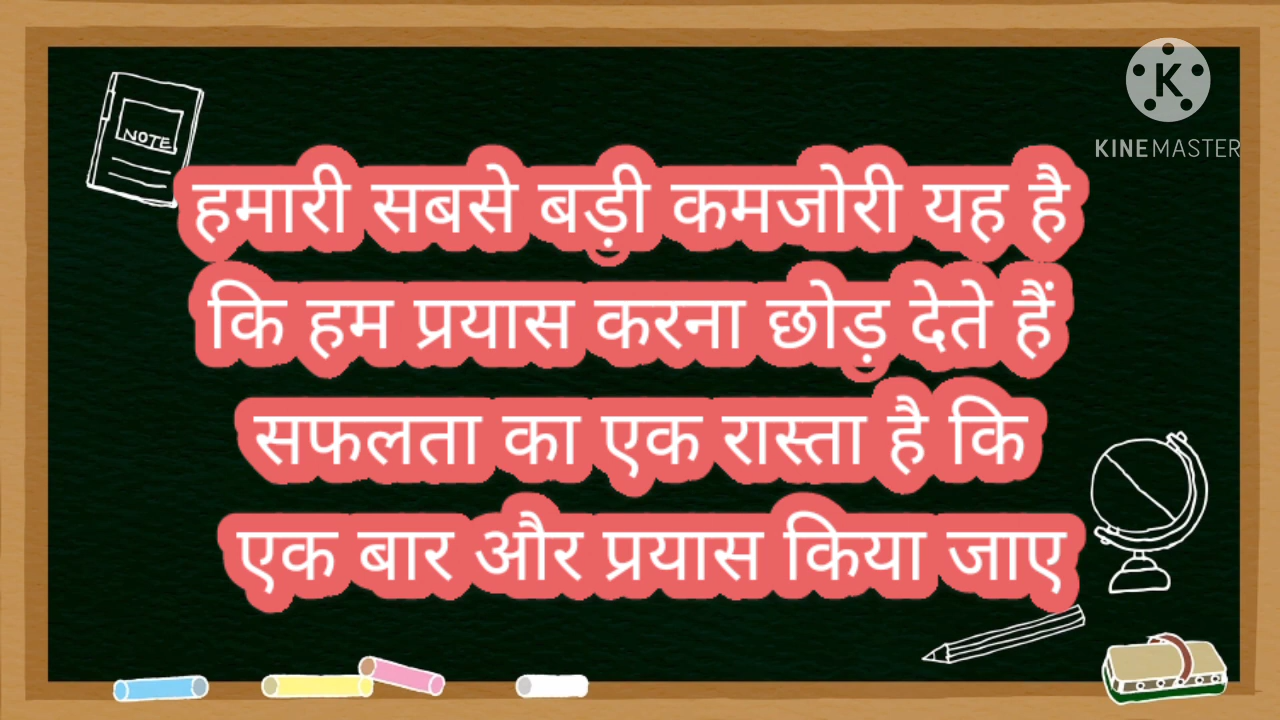 NOTE
KINEMASTER
हमारी सबसे बड़ी कमजोरी यह है
कि हम प्रयास करना छोड़ देते हैं
सफलता का एक रास्ता है कि
एक बार और प्रयास किया जाए